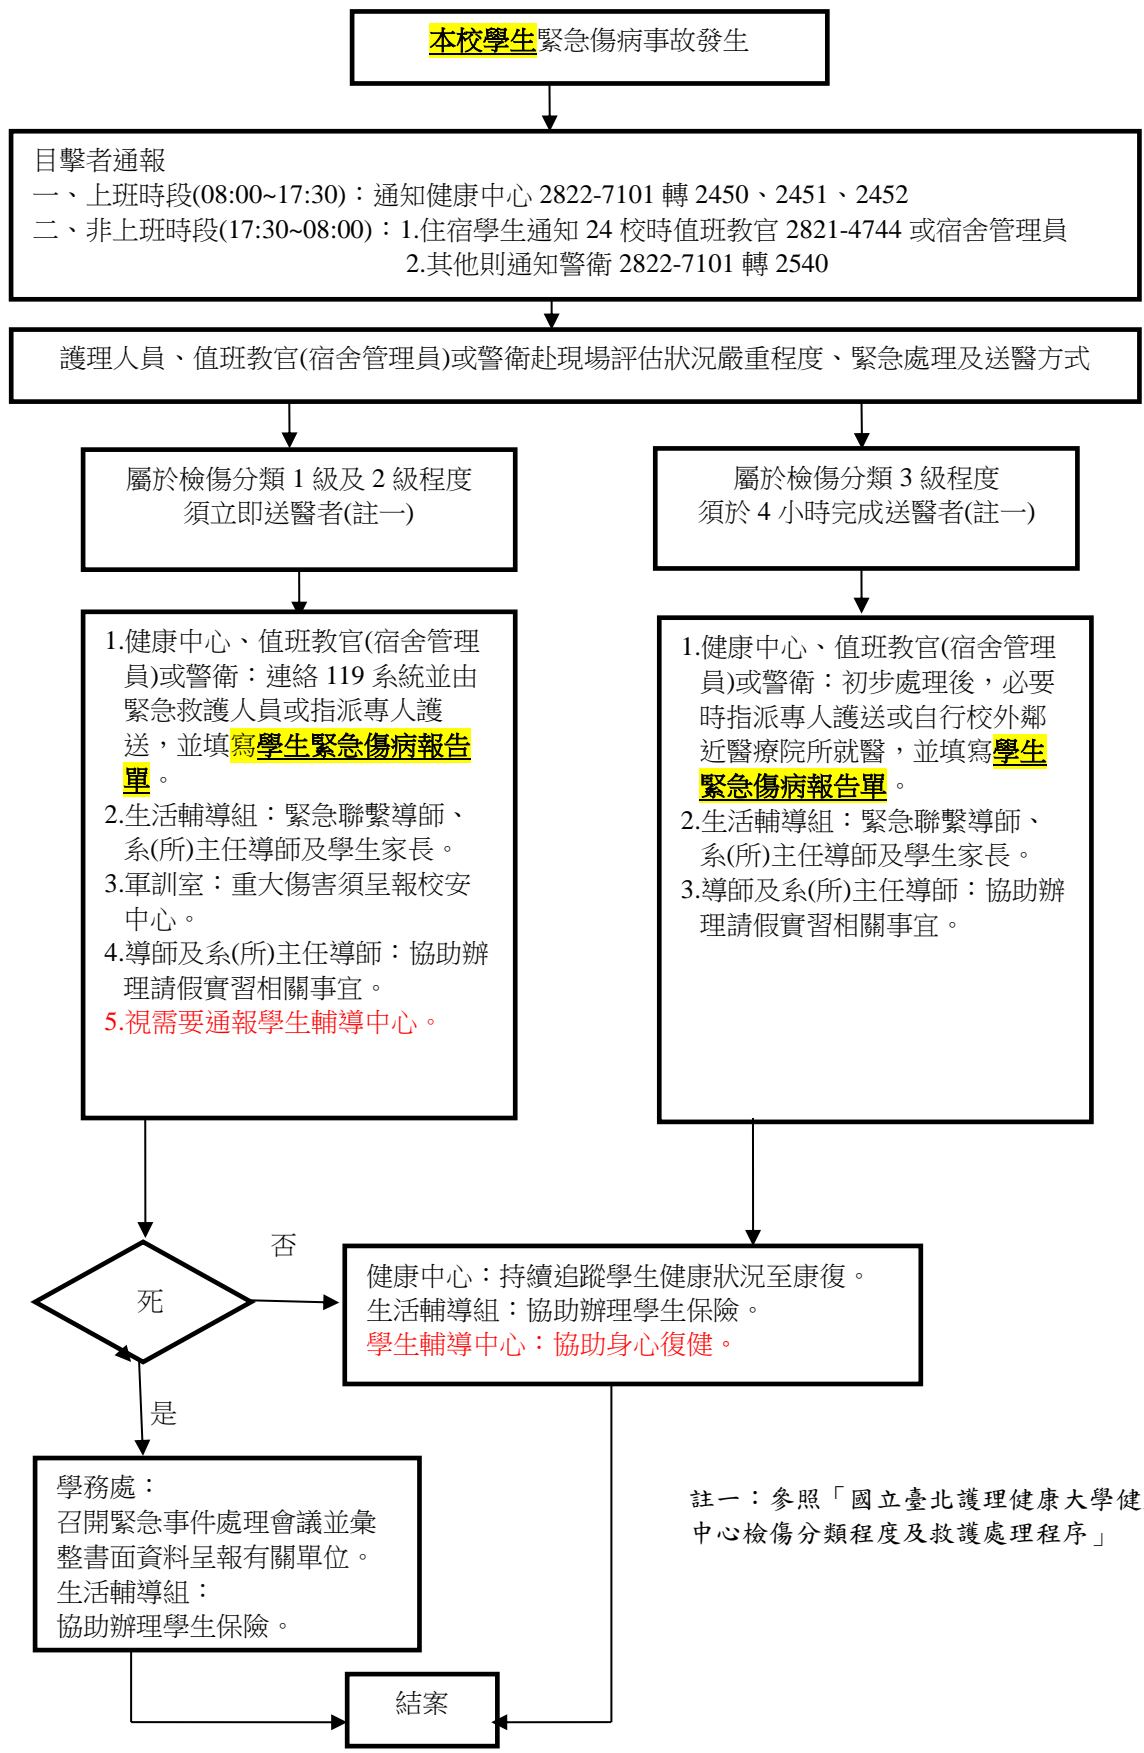 本校學生緊急傷病事故發生
目擊者通報
一、上班時段(08:00~17:30)：通知健康中心 2822-7101 轉 2450、2451、2452
二、非上班時段(17:30~08:00)：1.住宿學生通知 24 校時值班教官 2821-4744 或宿舍管理員
2.其他則通知警衛 2822-7101 轉 2540
護理人員、值班教官(宿舍管理員)或警衛赴現場評估狀況嚴重程度、緊急處理及送醫方式
屬於檢傷分類 1 級及 2 級程度
須立即送醫者(註一)
屬於檢傷分類 3 級程度
須於 4 小時完成送醫者(註一)
1.健康中心、值班教官(宿舍管理
員)或警衛：連絡 119 系統並由
緊急救護人員或指派專人護
送，並填寫學生緊急傷病報告
單。
2.生活輔導組：緊急聯繫導師、
系(所)主任導師及學生家長。
3.軍訓室：重大傷害須呈報校安
中心。
4.導師及系(所)主任導師：協助辦
理請假實習相關事宜。
5.視需要通報學生輔導中心。
1.健康中心、值班教官(宿舍管理
員)或警衛：初步處理後，必要
時指派專人護送或自行校外鄰
近醫療院所就醫，並填寫學生
緊急傷病報告單。
2.生活輔導組：緊急聯繫導師、
系(所)主任導師及學生家長。
3.導師及系(所)主任導師：協助辦
理請假實習相關事宜。
死
否
健康中心：持續追蹤學生健康狀況至康復。
生活輔導組：協助辦理學生保險。
學生輔導中心：協助身心復健。
是
學務處：
召開緊急事件處理會議並彙
整書面資料呈報有關單位。
生活輔導組：
協助辦理學生保險。
註一：參照「國立臺北護理健康大學健
中心檢傷分類程度及救護處理程序」
結案